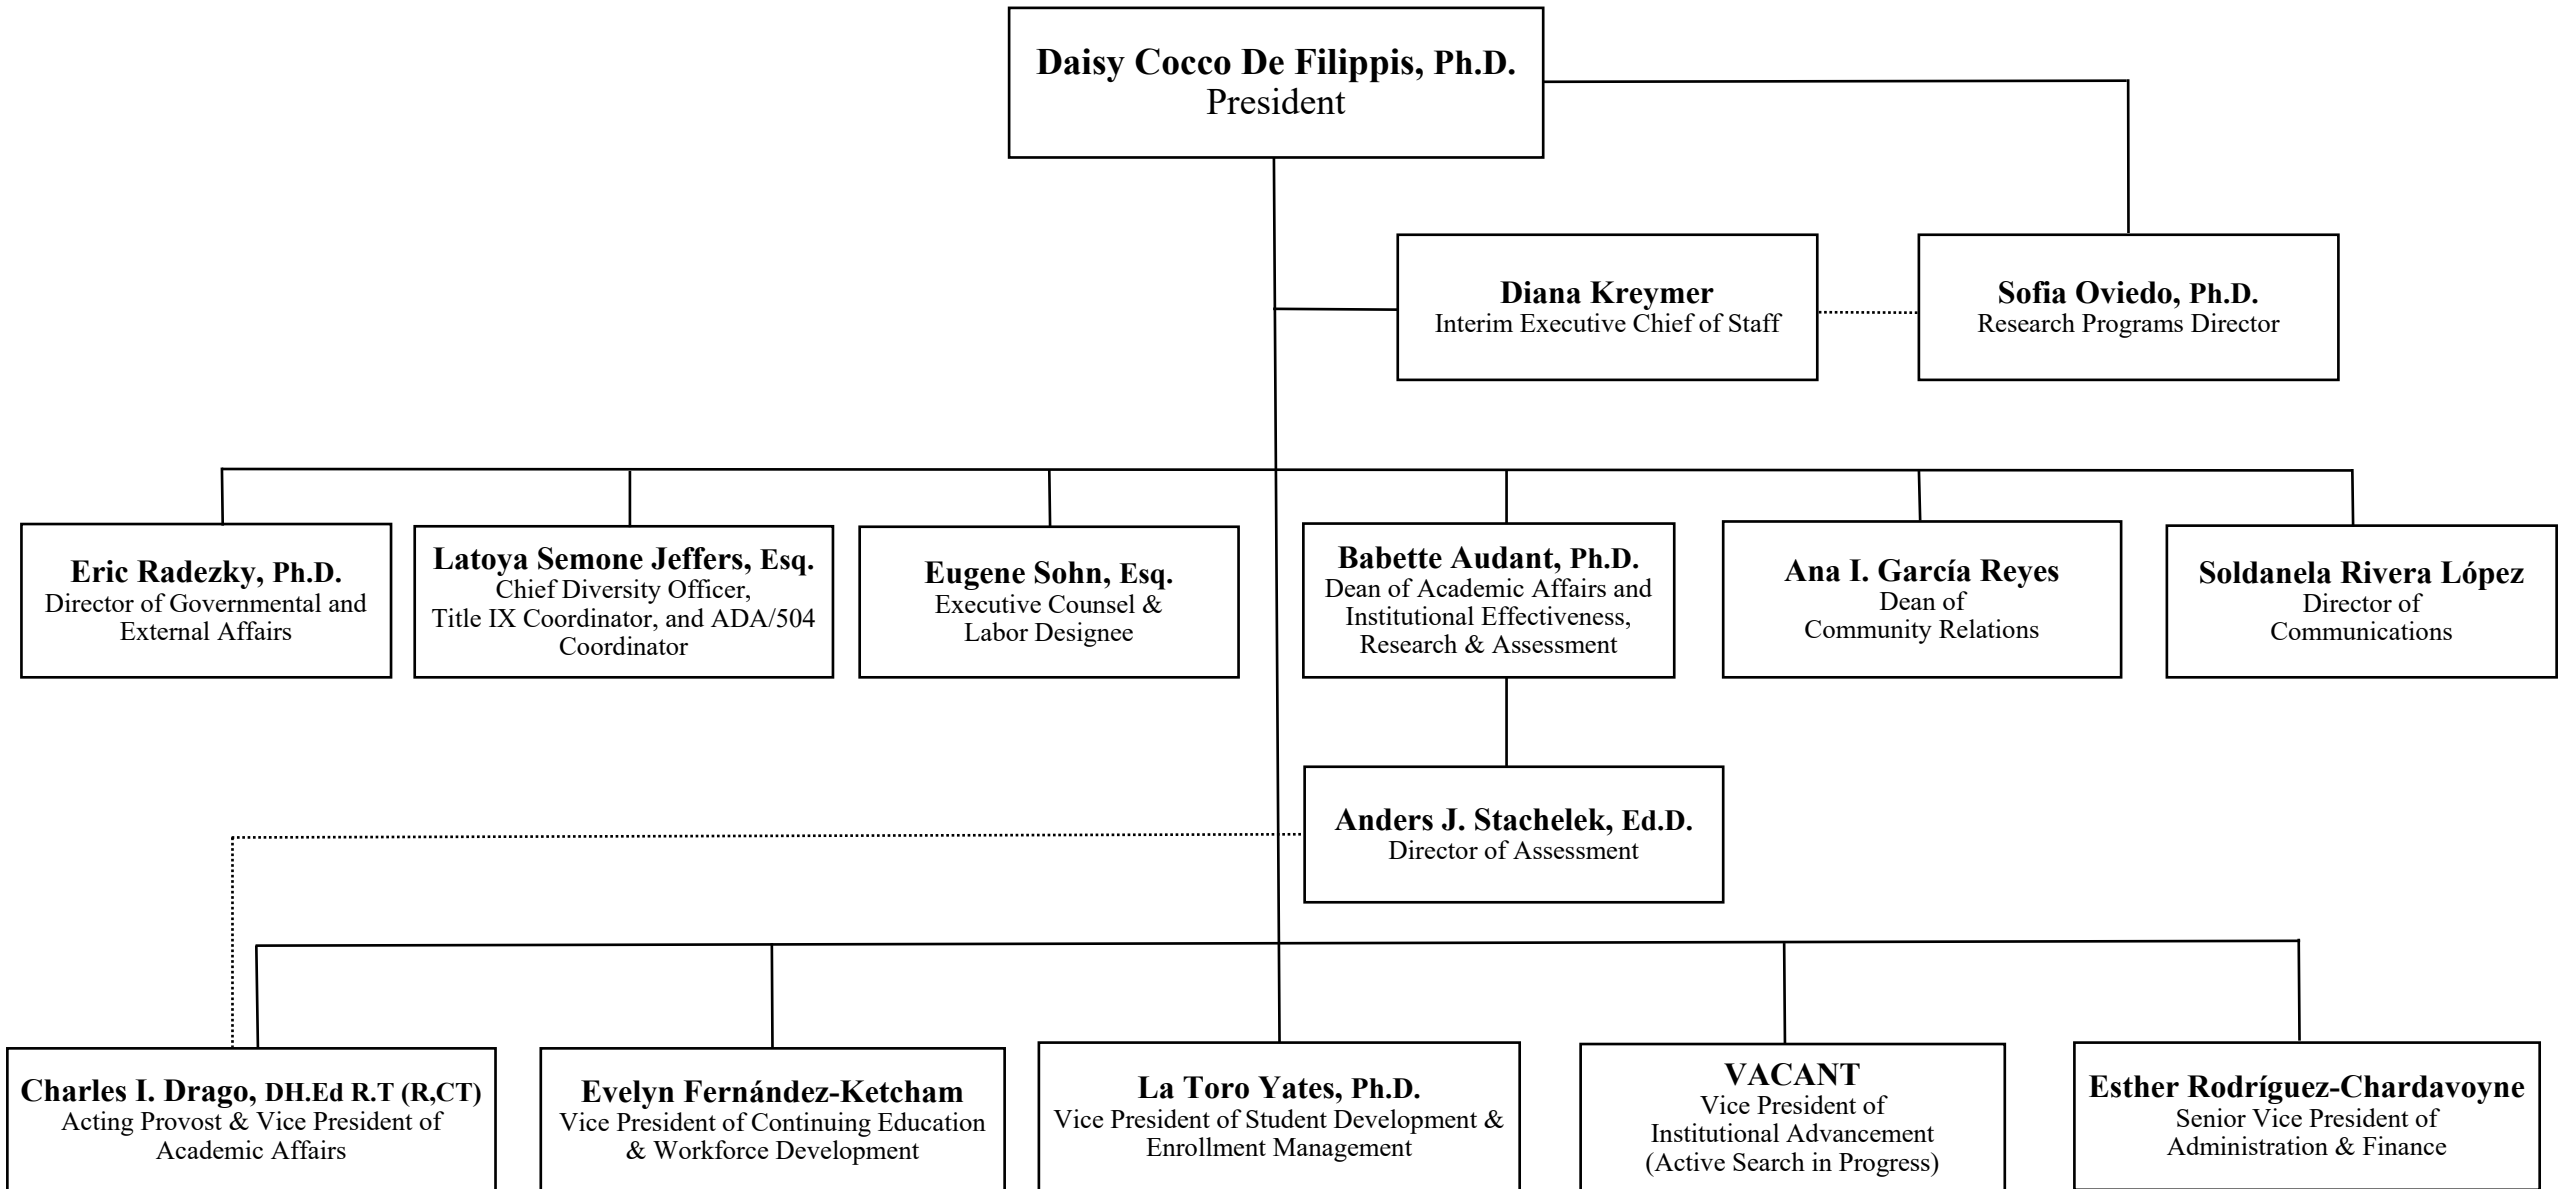 Daisy Cocco De Filippis, Ph.D.
President
Diana Kreymer
Interim Executive Chief of Staff
Sofia Oviedo, Ph.D.
Research Programs Director
Eric Radezky, Ph.D.
Director of Governmental and
External Affairs
Latoya Semone Jeffers, Esq.
Chief Diversity Officer,
Title IX Coordinator, and ADA/504
Coordinator
Eugene Sohn, Esq.
Executive Counsel &
Labor Designee
Babette Audant, Ph.D.
Dean of Academic Affairs and
Institutional Effectiveness,
Research & Assessment
Ana I. García Reyes
Dean of
Community Relations
Soldanela Rivera López
Director of
Communications
Anders J. Stachelek, Ed.D.
Director of Assessment
Charles I. Drago, DH.Ed R.T (R,CT)
Acting Provost & Vice President of
Academic Affairs
Evelyn Fernández-Ketcham
Vice President of Continuing Education
& Workforce Development
La Toro Yates, Ph.D.
Vice President of Student Development &
Enrollment Management
VACANT
Vice President of
Institutional Advancement
(Active Search in Progress)
Esther Rodríguez-Chardavoyne
Senior Vice President of
Administration & Finance